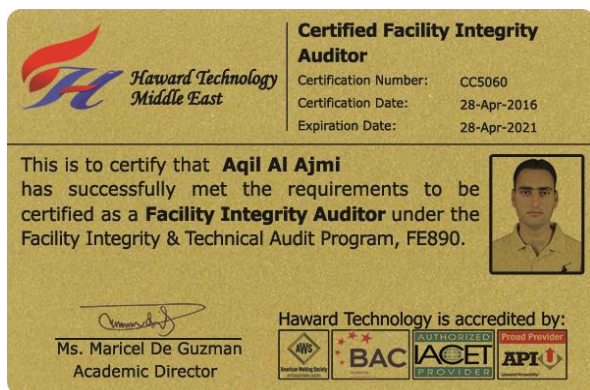 Haward Technology
Middle East
Certified Facility Integrity
Auditor
Certification Number: CC5060
Certification Date: 28-Apr-2016
Expiration Date: 28-Apr-2021
This is to certify that Aqil Al Ajmi
has successfully met the requirements to be
certified as a Facility Integrity Auditor under the
Facility Integrity & Technical Audit Program, FE890.
Ms. Maricel De Guzman
Academic Director
Haward Technology is accredited by:
AWS
American Welding Society
BAC
AUTHORIZED
IACET
PROVIDER
Proud Provider
API